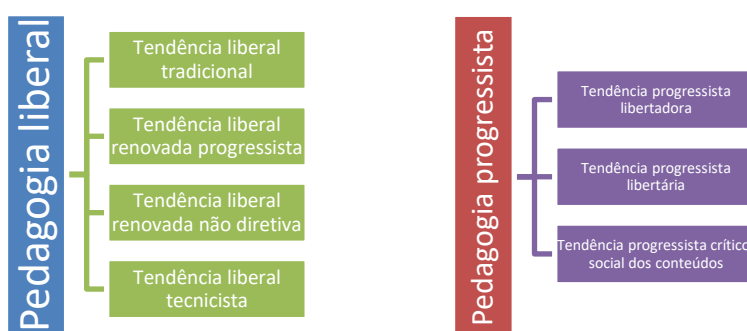 Pedagogia liberal
Tendência liberal
tradicional
Tendência liberal
renovada progressista
Tendência liberal
renovada não diretiva
Tendência liberal
tecnicista
Pedagogia progressista
Tendência progressista
libertadora
Tendência progressista
libertária
Tendência progressista crítico
social dos conteúdos